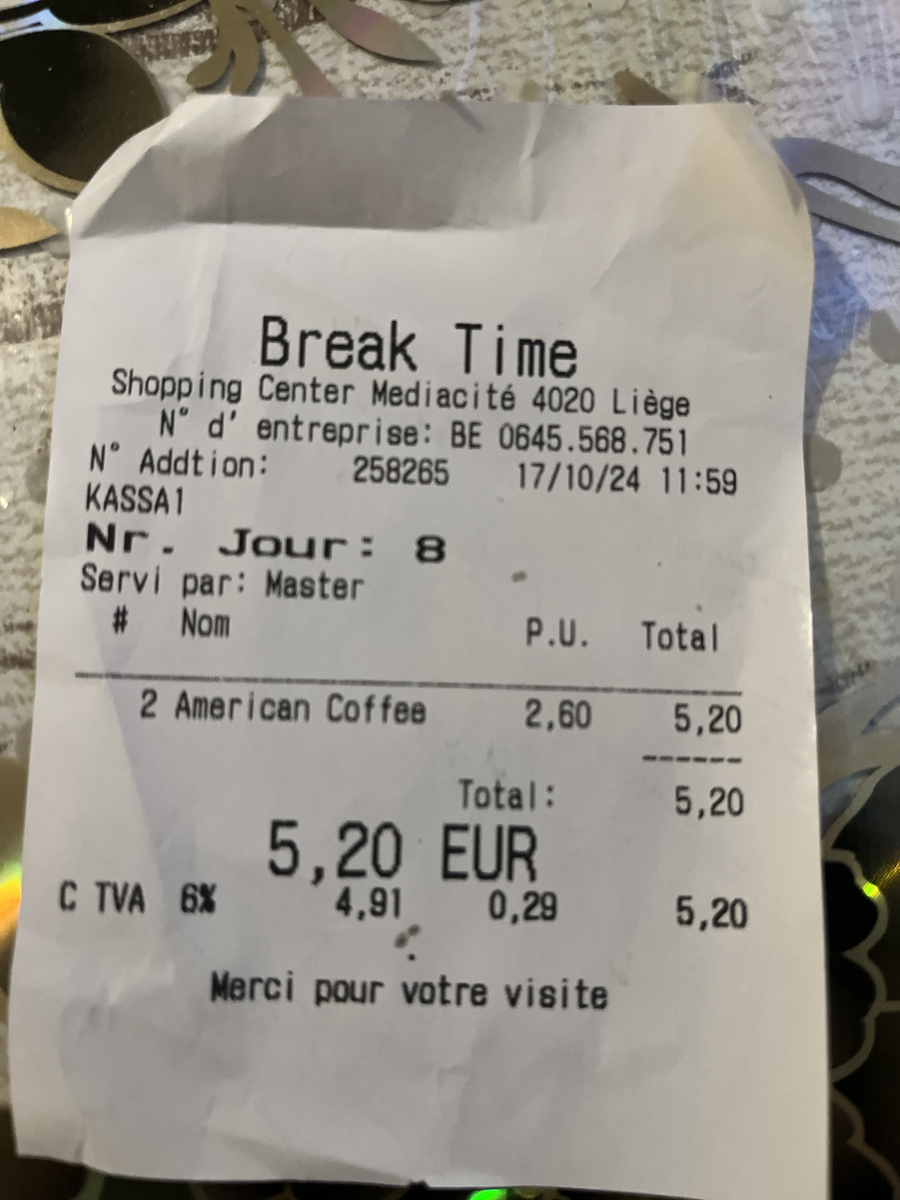 Break Time
Shopping Center Mediacité 4020 Liège
N° d' entreprise: BE 0645.568.751
N° Addtion: 258265 17/10/24 11:59
KASSA1
Nr. Jour: 8
Servi par: Master
# Nom P.U. Total
2 American Coffee 2,60 5,20
------
Total: 5,20
5,20 EUR
C TVA 6% 4,91 0,29 5,20
Merci pour votre visite